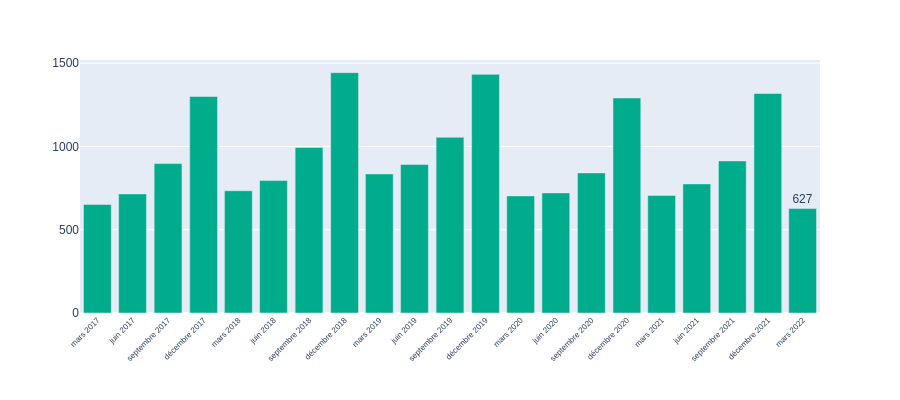 1500
1000
500
0
627
mars 2017
juin 2017
septembre 2017
décembre 2017
mars 2018
juin 2018
septembre 2018
décembre 2018
mars 2019
juin 2019
septembre 2019
décembre 2019
mars 2020
juin 2020
septembre 2020
décembre 2020
mars 2021
juin 2021
septembre 2021
décembre 2021
mars 2022